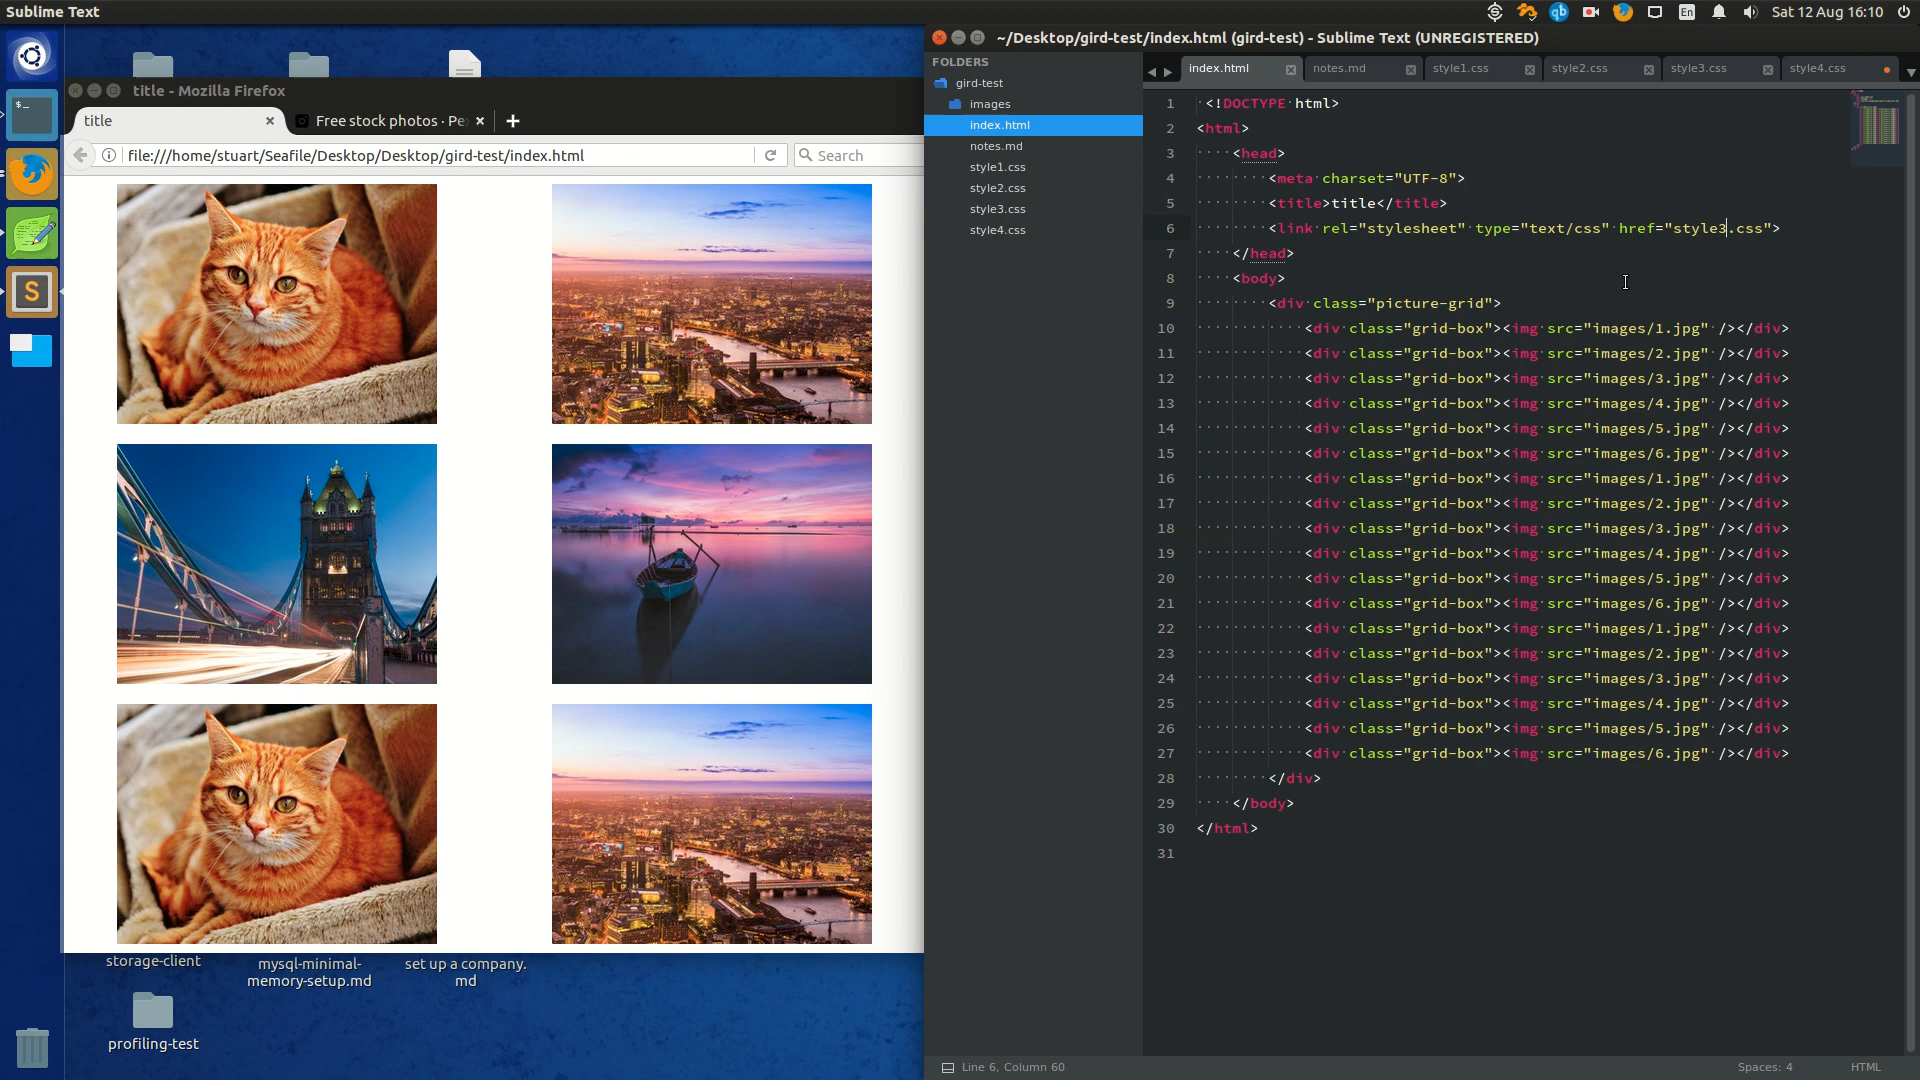 Sublime Text
En
Sat 12 Aug 16:10
title - Mozilla Firefox
title
Free stock photos · Pe
file:///home/stuart/Seafile/Desktop/Desktop/gird-test/index.html
Search
storage-client
mysql-minimal-
memory-setup.md
set up a company.
md
profiling-test
~/Desktop/gird-test/index.html (gird-test) - Sublime Text (UNREGISTERED)
FOLDERS
gird-test
images
index.html
notes.md
style1.css
style2.css
style3.css
style4.css
index.html
notes.md
style1.css
style2.css
style3.css
style4.css
1 <!DOCTYPE html>
2 <html>
3 <head>
4 <meta charset="UTF-8">
5 <title>title</title>
6 <link rel="stylesheet" type="text/css" href="style3.css">
7 </head>
8 <body>
9 <div class="picture-grid">
10 <div class="grid-box"><img src="images/1.jpg" /></div>
11 <div class="grid-box"><img src="images/2.jpg" /></div>
12 <div class="grid-box"><img src="images/3.jpg" /></div>
13 <div class="grid-box"><img src="images/4.jpg" /></div>
14 <div class="grid-box"><img src="images/5.jpg" /></div>
15 <div class="grid-box"><img src="images/6.jpg" /></div>
16 <div class="grid-box"><img src="images/1.jpg" /></div>
17 <div class="grid-box"><img src="images/2.jpg" /></div>
18 <div class="grid-box"><img src="images/3.jpg" /></div>
19 <div class="grid-box"><img src="images/4.jpg" /></div>
20 <div class="grid-box"><img src="images/5.jpg" /></div>
21 <div class="grid-box"><img src="images/6.jpg" /></div>
22 <div class="grid-box"><img src="images/1.jpg" /></div>
23 <div class="grid-box"><img src="images/2.jpg" /></div>
24 <div class="grid-box"><img src="images/3.jpg" /></div>
25 <div class="grid-box"><img src="images/4.jpg" /></div>
26 <div class="grid-box"><img src="images/5.jpg" /></div>
27 <div class="grid-box"><img src="images/6.jpg" /></div>
28 </div>
29 </body>
30 </html>
31
Line 6, Column 60
Spaces: 4
HTML